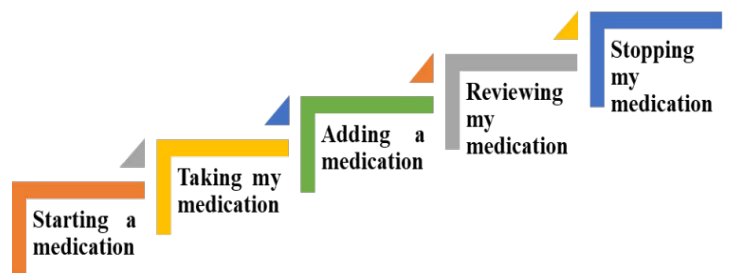 Starting a
medication
Taking my
medication
Adding a
medication
Reviewing
my
medication
Stopping
my
medication